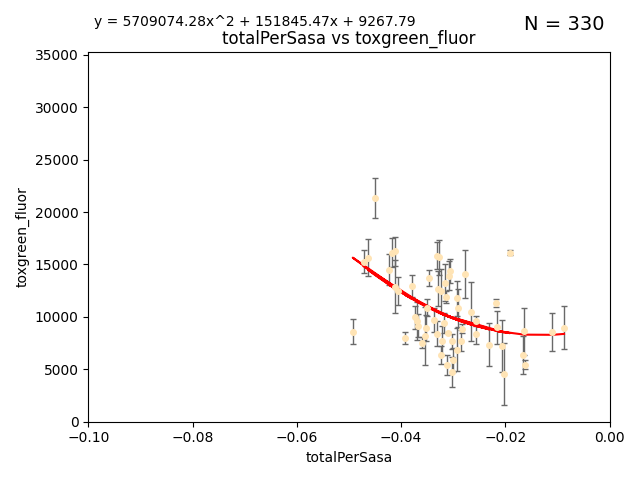 y = 5709074.28x^2 + 151845.47x + 9267.79
N = 330
totalPerSasa vs toxgreen_fluor
35000
30000
25000
20000
15000
10000
5000
0
toxgreen_fluor
−0.10 −0.08 −0.06 −0.04 −0.02 0.00
totalPerSasa